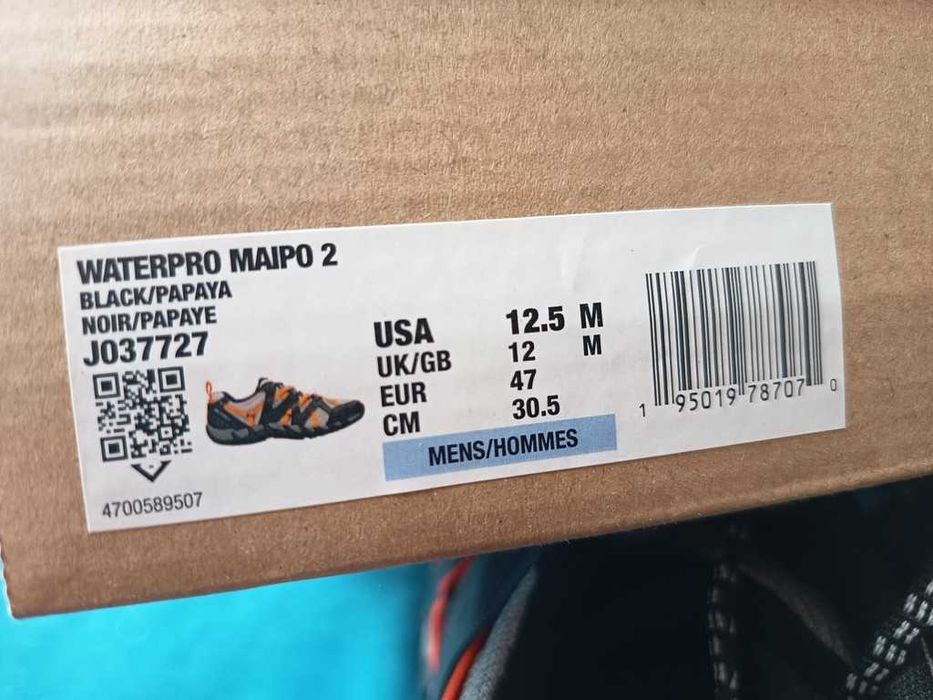 WATERPRO MAIPO 2
BLACK/PAPAYA
NOIR/PAPAYE
J037727
4700589507
USA 12.5 M
UK/GB 12 M
EUR 47
CM 30.5
MENS/HOMMES
1 95019 78707 0